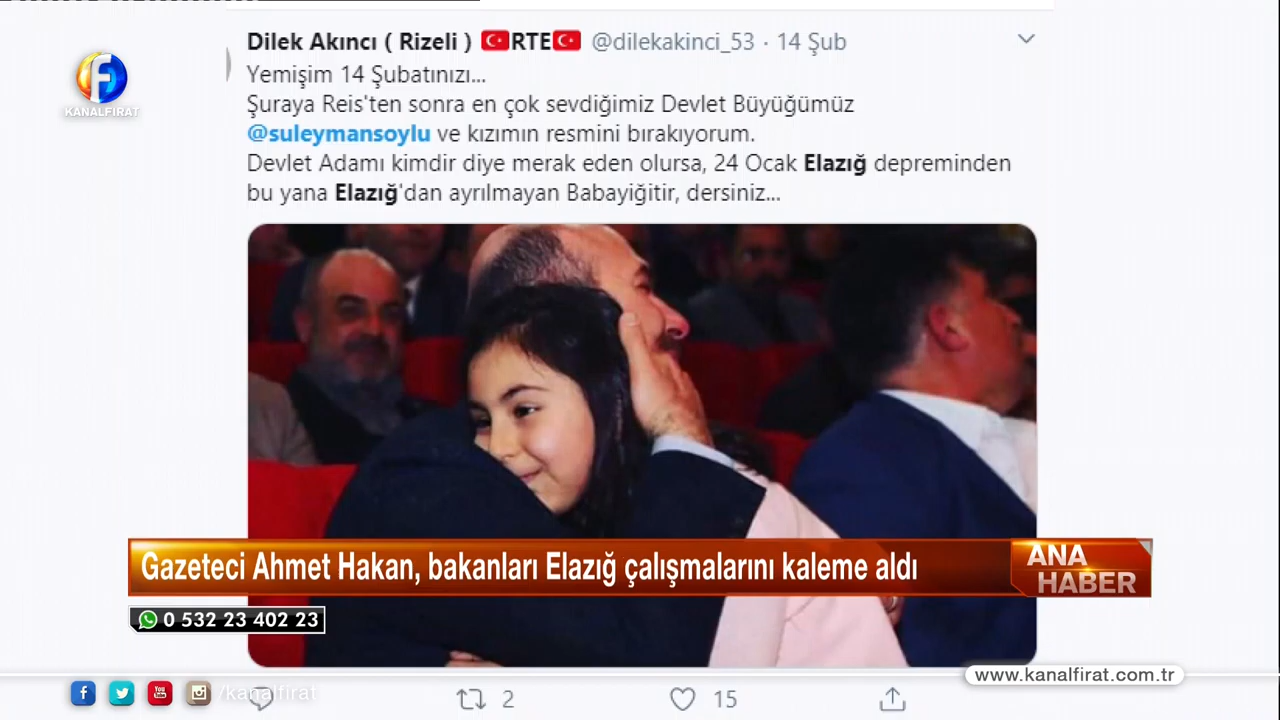 Dilek Akıncı ( Rizeli ) 🇹🇷RTE🇹🇷 @dilekakinci_53 · 14 Şub
Yemişim 14 Şubatınızı...
Şuraya Reis'ten sonra en çok sevdiğimiz Devlet Büyüğümüz
@suleymansoylu ve kızımın resmini bırakıyorum.
Devlet Adamı kimdir diye merak eden olursa, 24 Ocak Elazığ depreminden
bu yana Elazığ'dan ayrılmayan Babayiğitir, dersiniz...
KANALFIRAT
Gazeteci Ahmet Hakan, bakanları Elazığ çalışmalarını kaleme aldı
ANA
HABER
0 532 23 402 23
www.kanalfirat.com.tr
You Tube
/kanalfirat
2
15